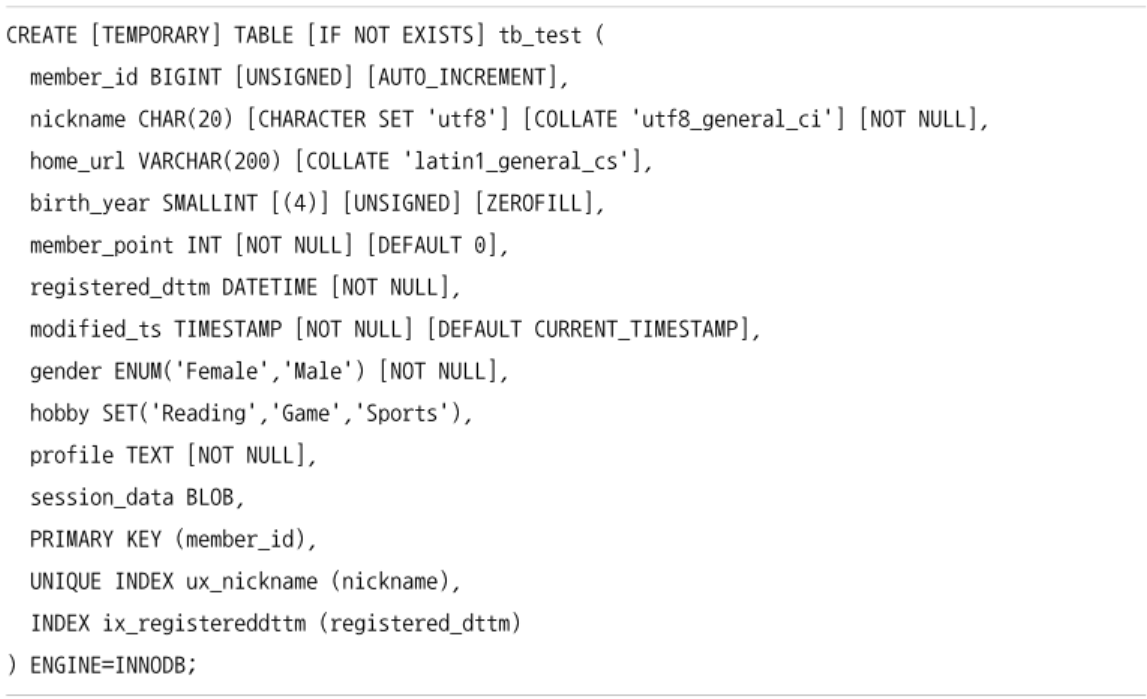 CREATE [TEMPORARY] TABLE [IF NOT EXISTS] tb_test (
member_id BIGINT [UNSIGNED] [AUTO_INCREMENT],
nickname CHAR(20) [CHARACTER SET 'utf8'] [COLLATE 'utf8_general_ci'] [NOT NULL],
home_url VARCHAR(200) [COLLATE 'latin1_general_cs'],
birth_year SMALLINT [(4)] [UNSIGNED] [ZEROFILL],
member_point INT [NOT NULL] [DEFAULT 0],
registered_dttm DATETIME [NOT NULL],
modified_ts TIMESTAMP [NOT NULL] [DEFAULT CURRENT_TIMESTAMP],
gender ENUM('Female','Male') [NOT NULL],
hobby SET('Reading','Game','Sports'),
profile TEXT [NOT NULL],
session_data BLOB,
PRIMARY KEY (member_id),
UNIQUE INDEX ux_nickname (nickname),
INDEX ix_registereddttm (registered_dttm)
) ENGINE=INNODB;